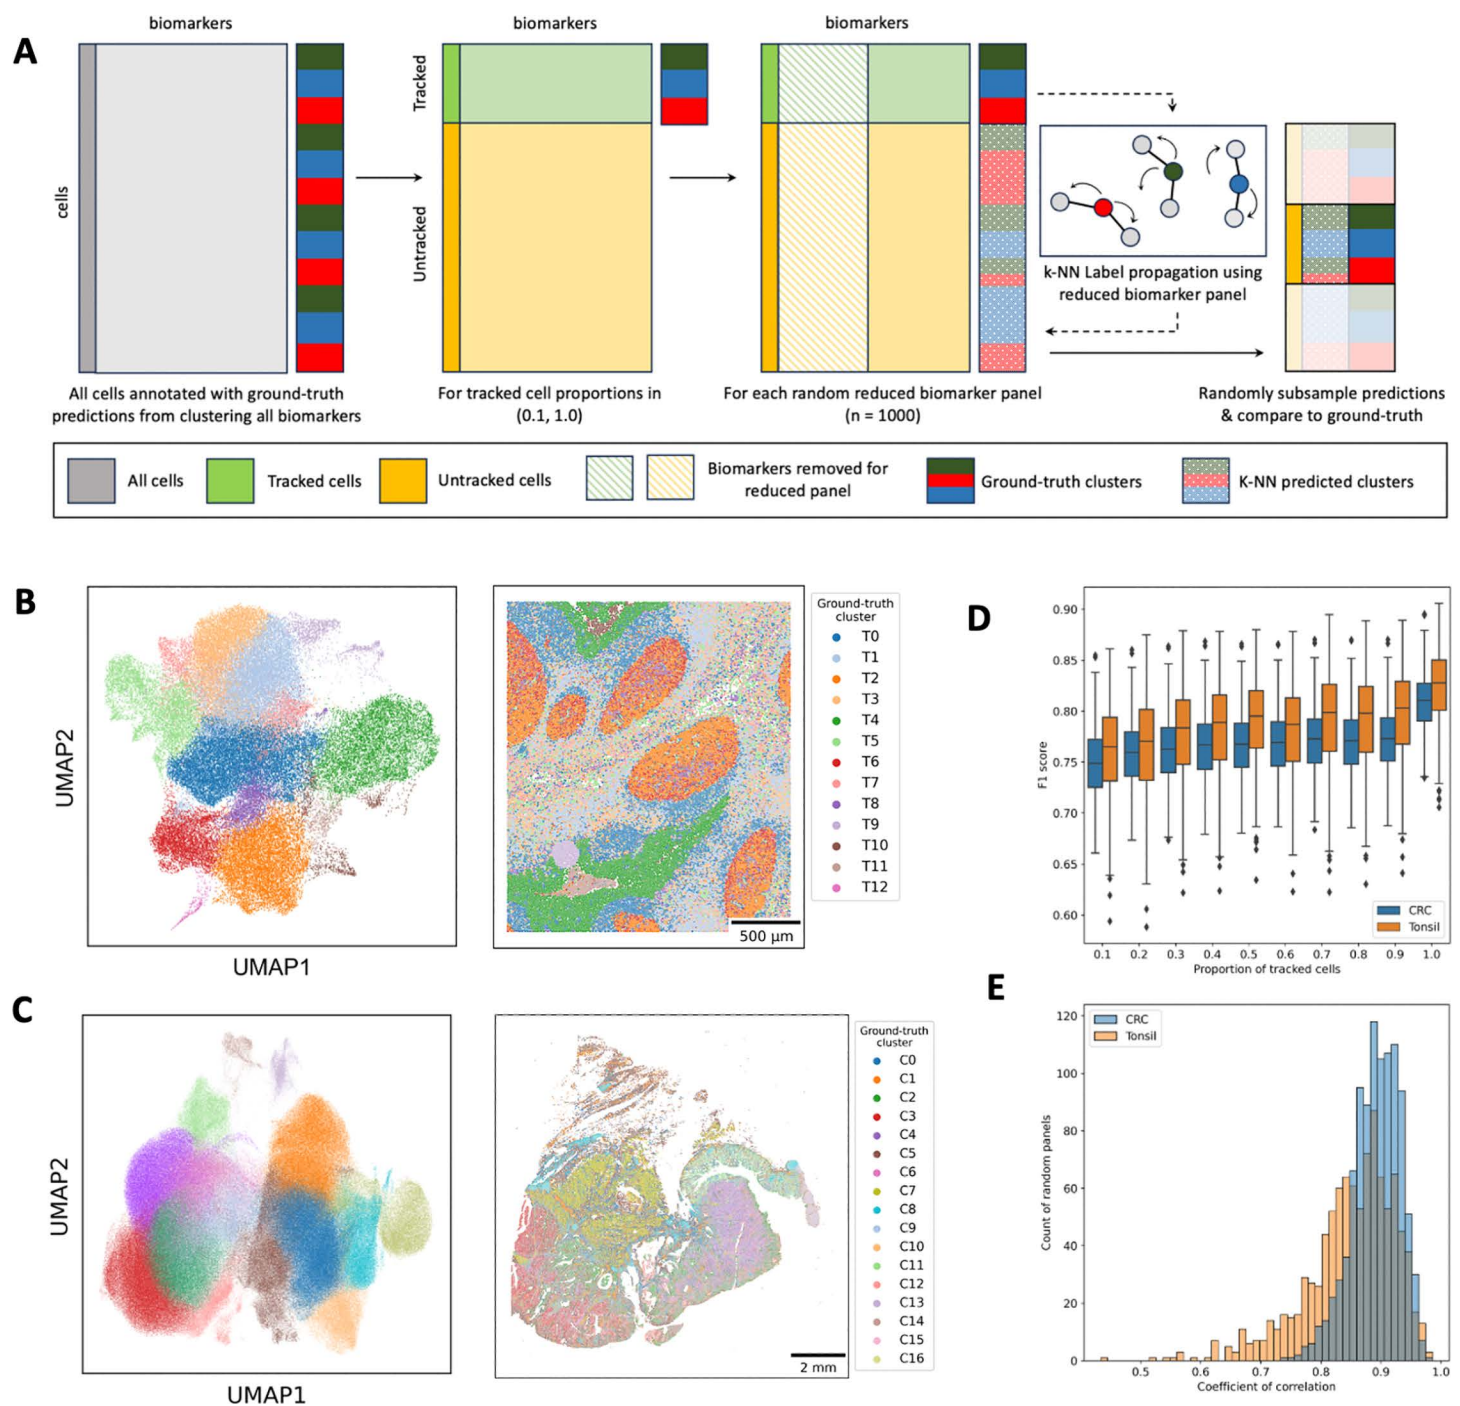 A
biomarkers
biomarkers
biomarkers
cells
Tracked
Untracked
k-NN Label propagation using
reduced biomarker panel
All cells annotated with ground-truth
predictions from clustering all biomarkers
For tracked cell proportions in
(0.1, 1.0)
For each random reduced biomarker panel
(n = 1000)
Randomly subsample predictions
& compare to ground-truth
All cells
Tracked cells
Untracked cells
Biomarkers removed for
reduced panel
Ground-truth clusters
K-NN predicted clusters
B
UMAP2
UMAP1
500 µm
Ground-truth
cluster
T0
T1
T2
T3
T4
T5
T6
T7
T8
T9
T10
T11
T12
C
UMAP2
UMAP1
2 mm
Ground-truth
cluster
C0
C1
C2
C3
C4
C5
C6
C7
C8
C9
C10
C11
C12
C13
C14
C15
C16
D
F1 score
0.90
0.85
0.80
0.75
0.70
0.65
0.60
CRC
Tonsil
0.1 0.2 0.3 0.4 0.5 0.6 0.7 0.8 0.9 1.0
Proportion of tracked cells
E
Count of random panels
120
100
80
60
40
20
0
CRC
Tonsil
0.5 0.6 0.7 0.8 0.9 1.0
Coefficient of correlation